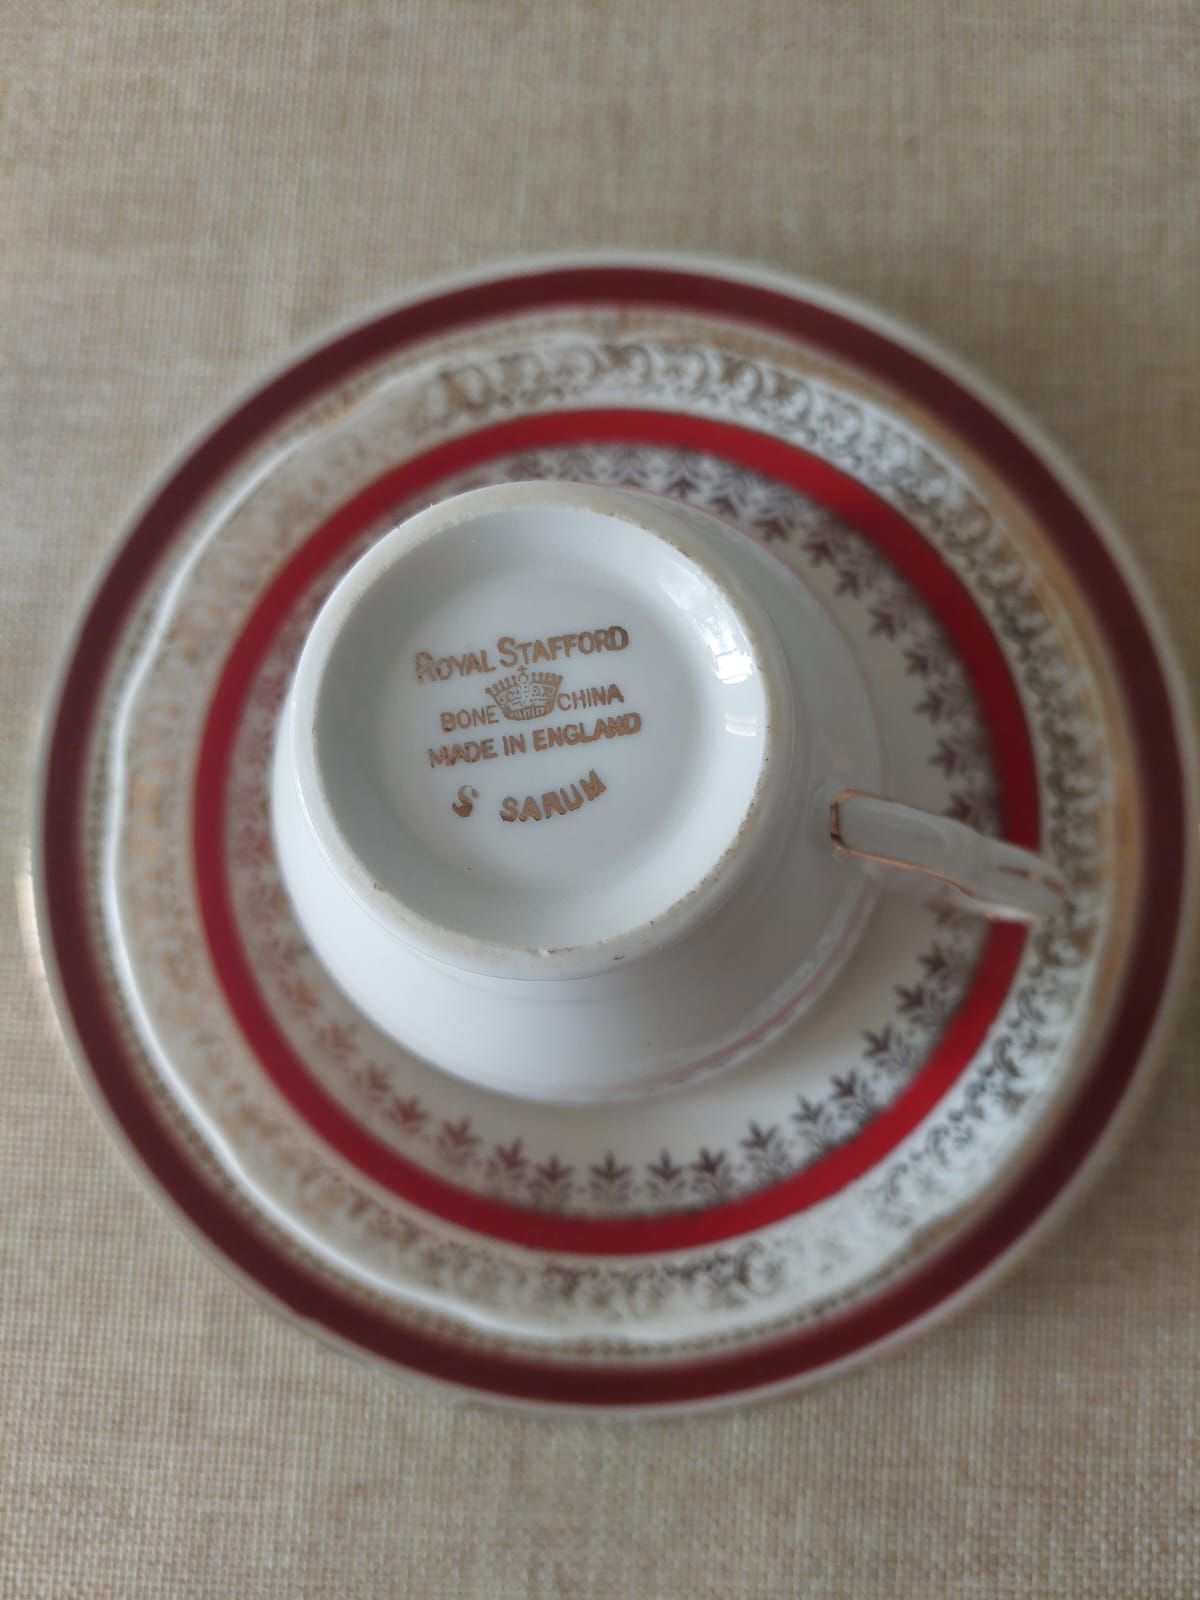 ROYAL STAFFORD
BONE CHINA
MADE IN ENGLAND
S SARUM